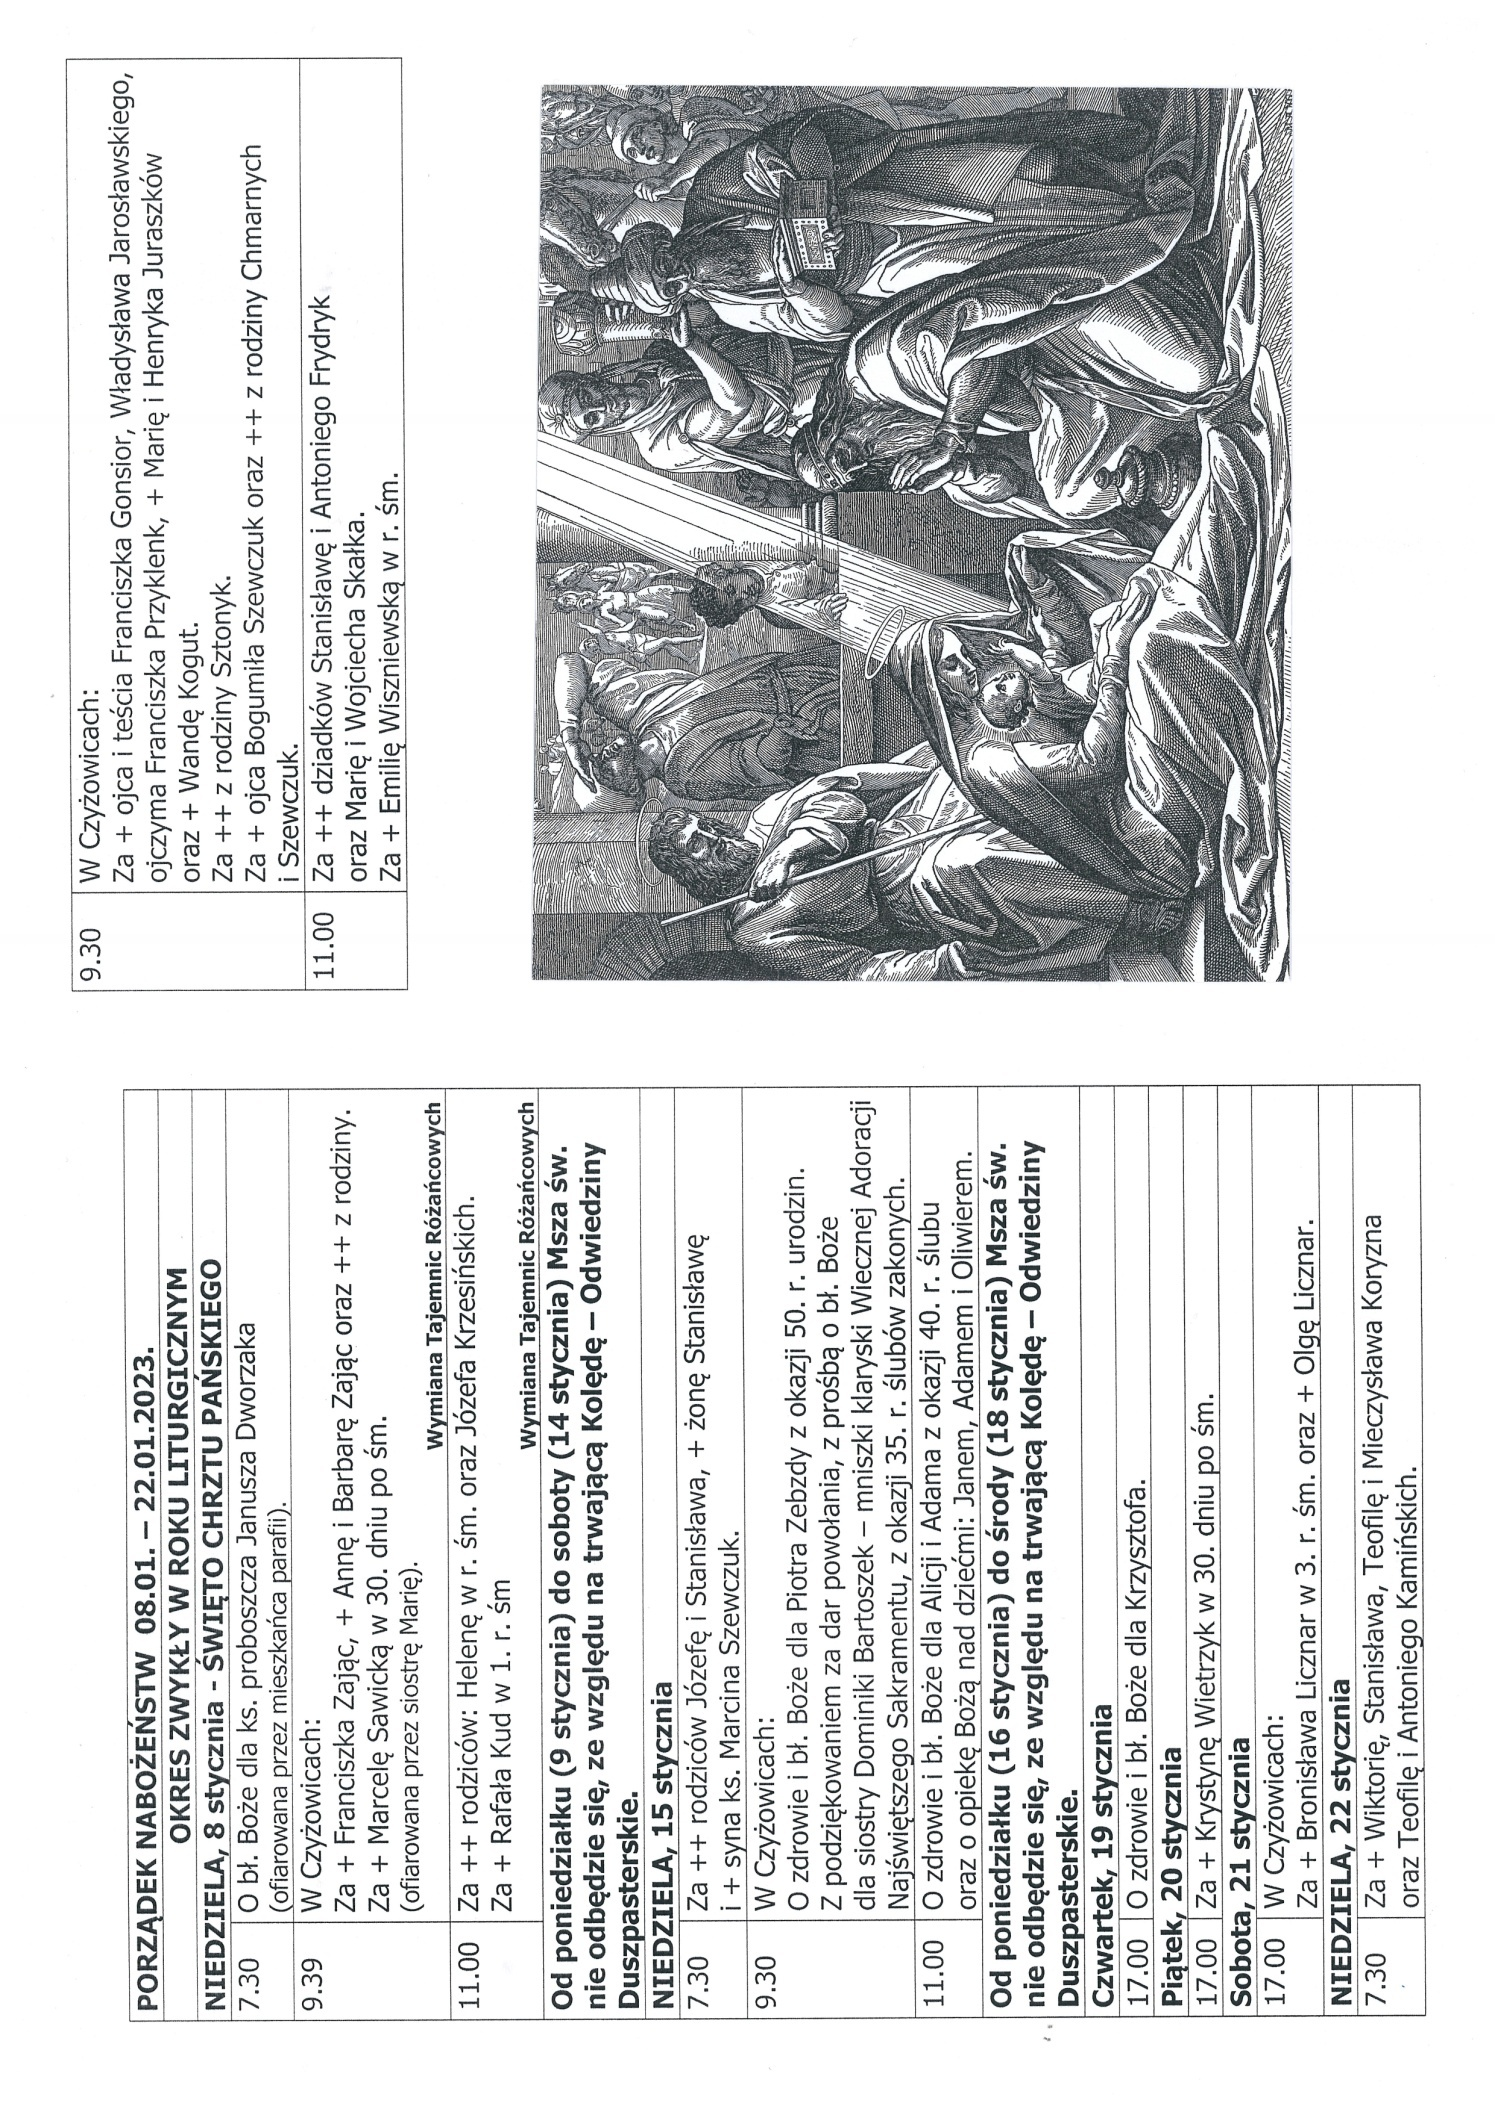 PORZĄDEK NABOŻEŃSTW 08.01. – 22.01.2023.
OKRES ZWYKŁY W ROKU LITURGICZNYM
NIEDZIELA, 8 stycznia - ŚWIĘTO CHRZTU PAŃSKIEGO
7.30 O bł. Boże dla ks. proboszcza Janusza Dworzaka
(ofiarowana przez mieszkańca parafii).
9.39 W Czyżowicach:
Za + Franciszka Zając, + Annę i Barbarę Zając oraz ++ z rodziny.
Za + Marcelę Sawicką w 30. dniu po śm.
(ofiarowana przez siostrę Marię).
Wymiana Tajemnic Różańcowych
11.00 Za ++ rodziców: Helenę w r. śm. oraz Józefa Krzesińskich.
Za + Rafała Kud w 1. r. śm
Wymiana Tajemnic Różańcowych
Od poniedziałku (9 stycznia) do soboty (14 stycznia) Msza św.
nie odbędzie się, ze względu na trwającą Kolędę – Odwiedziny
Duszpasterskie.
NIEDZIELA, 15 stycznia
7.30 Za ++ rodziców Józefę i Stanisława, + żonę Stanisławę
i + syna ks. Marcina Szewczuk.
9.30 W Czyżowicach:
O zdrowie i bł. Boże dla Piotra Zebzdy z okazji 50. r. urodzin.
Z podziękowaniem za dar powołania, z prośbą o bł. Boże
dla siostry Dominiki Bartoszek – mniszki klaryski Wiecznej Adoracji
Najświętszego Sakramentu, z okazji 35. r. ślubów zakonych.
11.00 O zdrowie i bł. Boże dla Alicji i Adama z okazji 40. r. ślubu
oraz o opiekę Bożą nad dziećmi: Janem, Adamem i Oliwierem.
Od poniedziałku (16 stycznia) do środy (18 stycznia) Msza św.
nie odbędzie się, ze względu na trwającą Kolędę – Odwiedziny
Duszpasterskie.
Czwartek, 19 stycznia
17.00 O zdrowie i bł. Boże dla Krzysztofa.
Piątek, 20 stycznia
17.00 Za + Krystynę Wietrzyk w 30. dniu po śm.
Sobota, 21 stycznia
17.00 W Czyżowicach:
Za + Bronisława Licznar w 3. r. śm. oraz + Olgę Licznar.
NIEDZIELA, 22 stycznia
7.30 Za + Wiktorię, Stanisława, Teofilę i Mieczysława Koryzna
oraz Teofilę i Antoniego Kamińskich.
9.30 W Czyżowicach:
Za + ojca i teścia Franciszka Gonsior, Władysława Jarosławskiego,
ojczyma Franciszka Przyklenk, + Marię i Henryka Juraszków
oraz + Wandę Kogut.
Za ++ z rodziny Sztonyk.
Za + ojca Bogumiła Szewczuk oraz ++ z rodziny Chmarnych
i Szewczuk.
11.00 Za ++ dziadków Stanisławę i Antoniego Frydryk
oraz Marię i Wojciecha Skałka.
Za + Emilię Wiszniewską w r. śm.